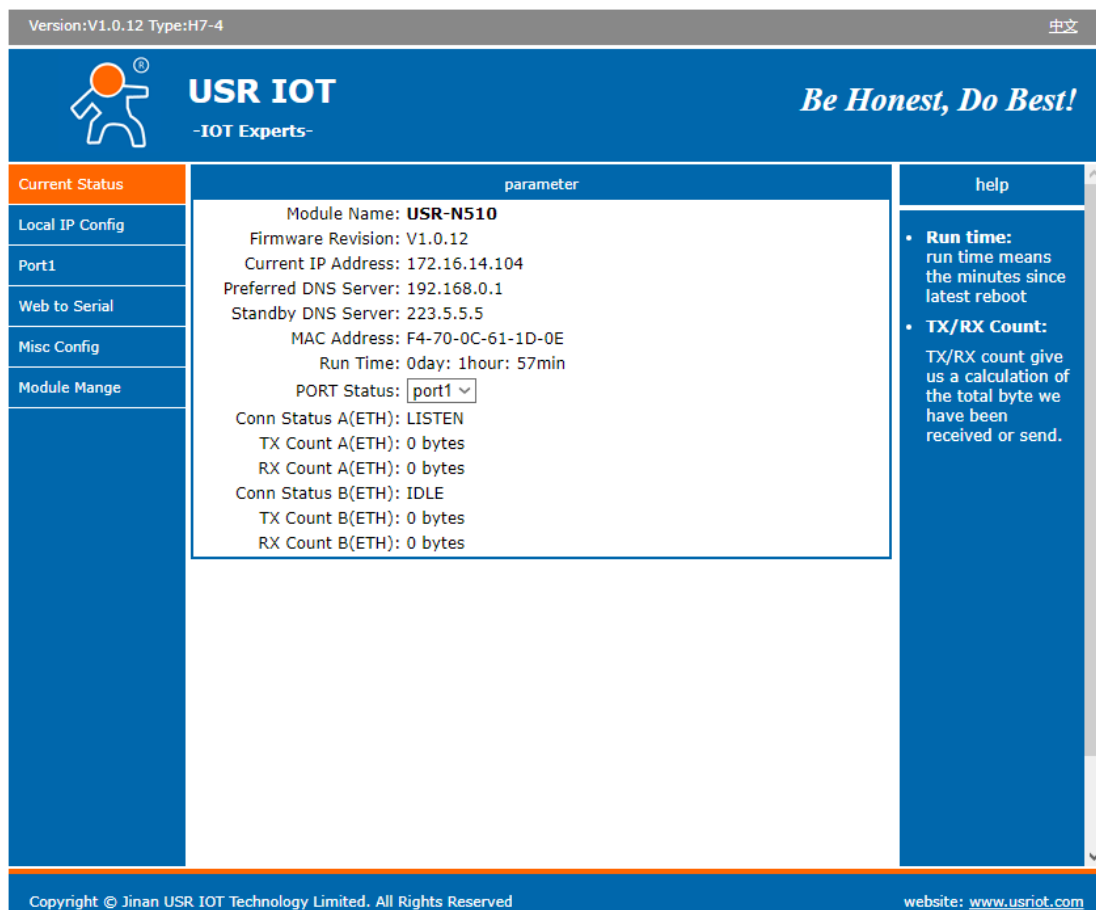 Version:V1.0.12 Type:H7-4
中文
®
USR IOT
-IOT Experts-
Be Honest, Do Best!
Current Status
Local IP Config
Port1
Web to Serial
Misc Config
Module Mange
parameter
Module Name: USR-N510
Firmware Revision: V1.0.12
Current IP Address: 172.16.14.104
Preferred DNS Server: 192.168.0.1
Standby DNS Server: 223.5.5.5
MAC Address: F4-70-0C-61-1D-0E
Run Time: 0day: 1hour: 57min
PORT Status: port1
Conn Status A(ETH): LISTEN
TX Count A(ETH): 0 bytes
RX Count A(ETH): 0 bytes
Conn Status B(ETH): IDLE
TX Count B(ETH): 0 bytes
RX Count B(ETH): 0 bytes
help
• Run time:
run time means
the minutes since
latest reboot
• TX/RX Count:
TX/RX count give
us a calculation of
the total byte we
have been
received or send.
Copyright © Jinan USR IOT Technology Limited. All Rights Reserved
website: www.usriot.com